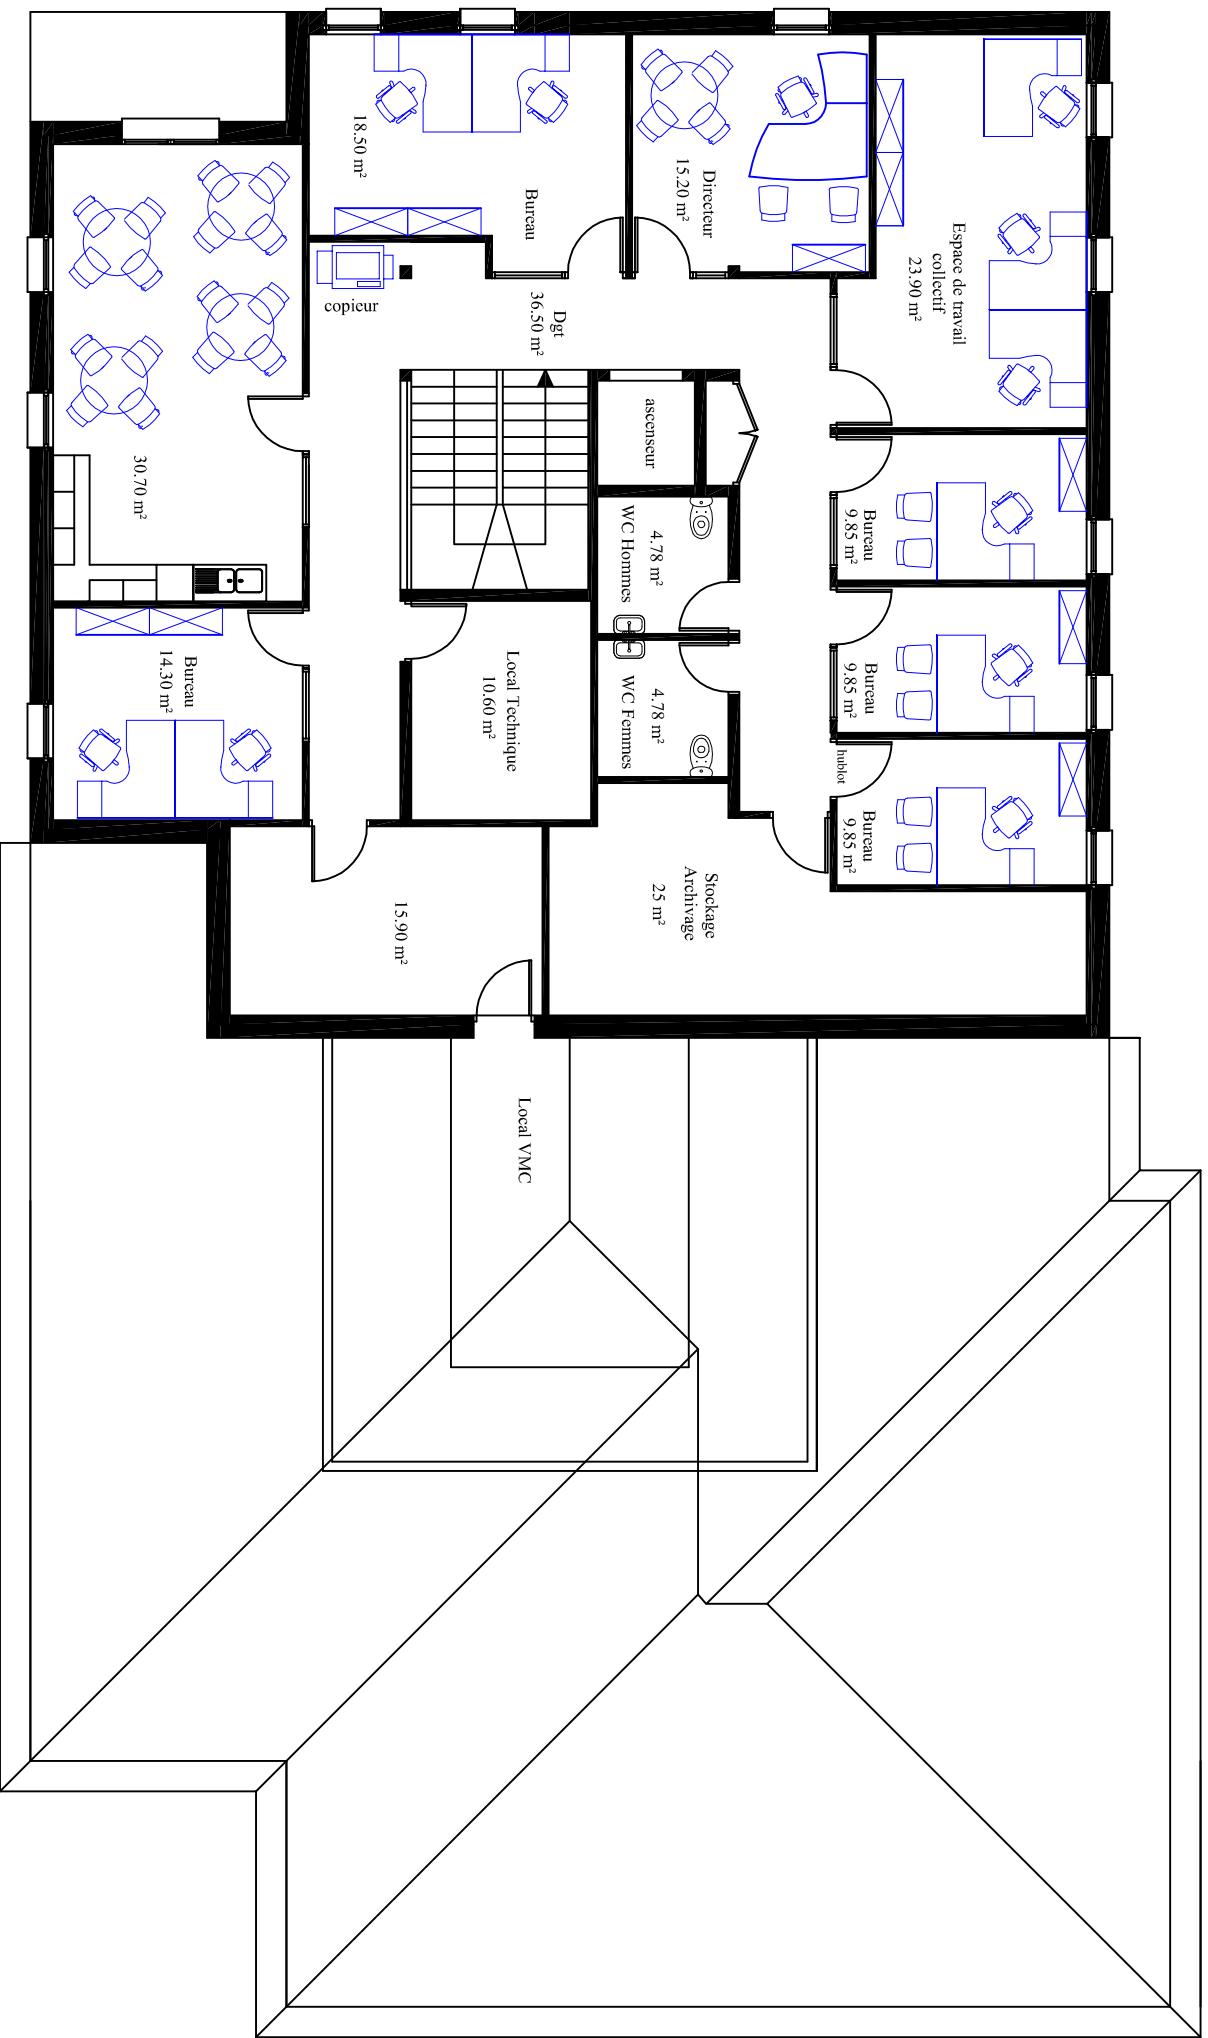 18.50 m²
Bureau
Directeur
15.20 m²
Espace de travail
collectif
23.90 m²
copieur
Dgt
36.50 m²
ascenseur
30.70 m²
4.78 m²
WC Hommes
Bureau
9.85 m²
Bureau
14.30 m²
Local Technique
10.60 m²
4.78 m²
WC Femmes
Bureau
9.85 m²
hublot
Bureau
9.85 m²
Stockage
Archivage
25 m²
15.90 m²
Local VMC